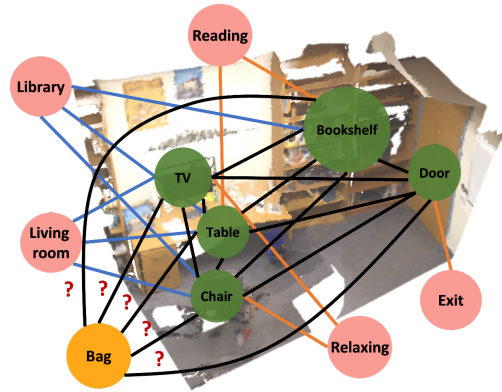 Reading
Library
Bookshelf
TV
Door
Table
Living
room
Chair
?
?
?
?
?
Exit
Bag
Relaxing